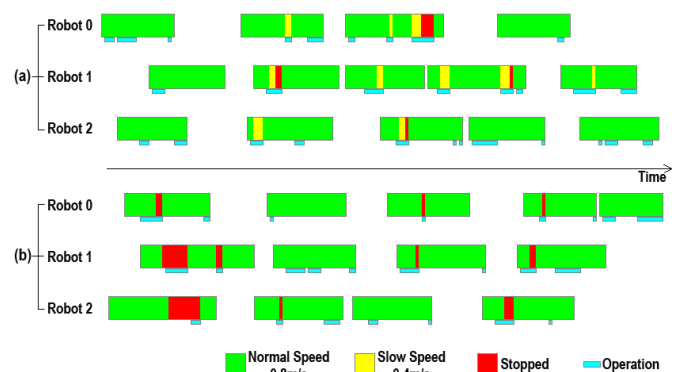 Robot 0
(a)
Robot 1
Robot 2
Time
Robot 0
(b)
Robot 1
Robot 2
Normal Speed
Slow Speed
Stopped
Operation